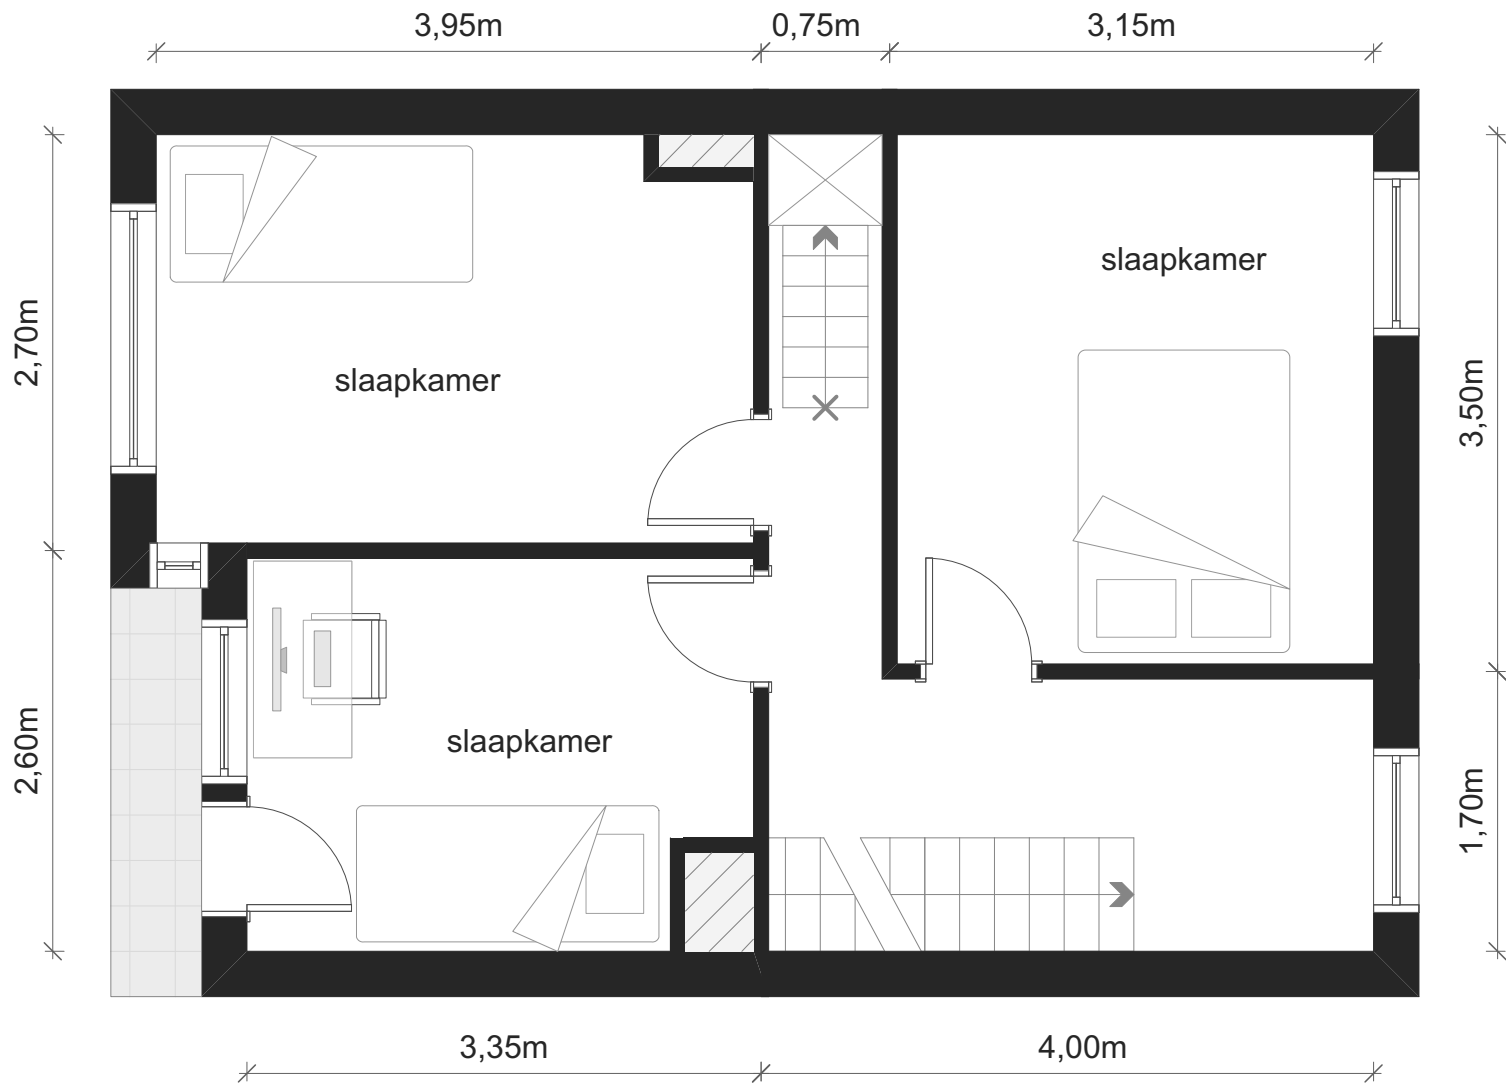 3,95m
0,75m
3,15m
2,70m
slaapkamer
slaapkamer
3,50m
2,60m
slaapkamer
1,70m
3,35m
4,00m